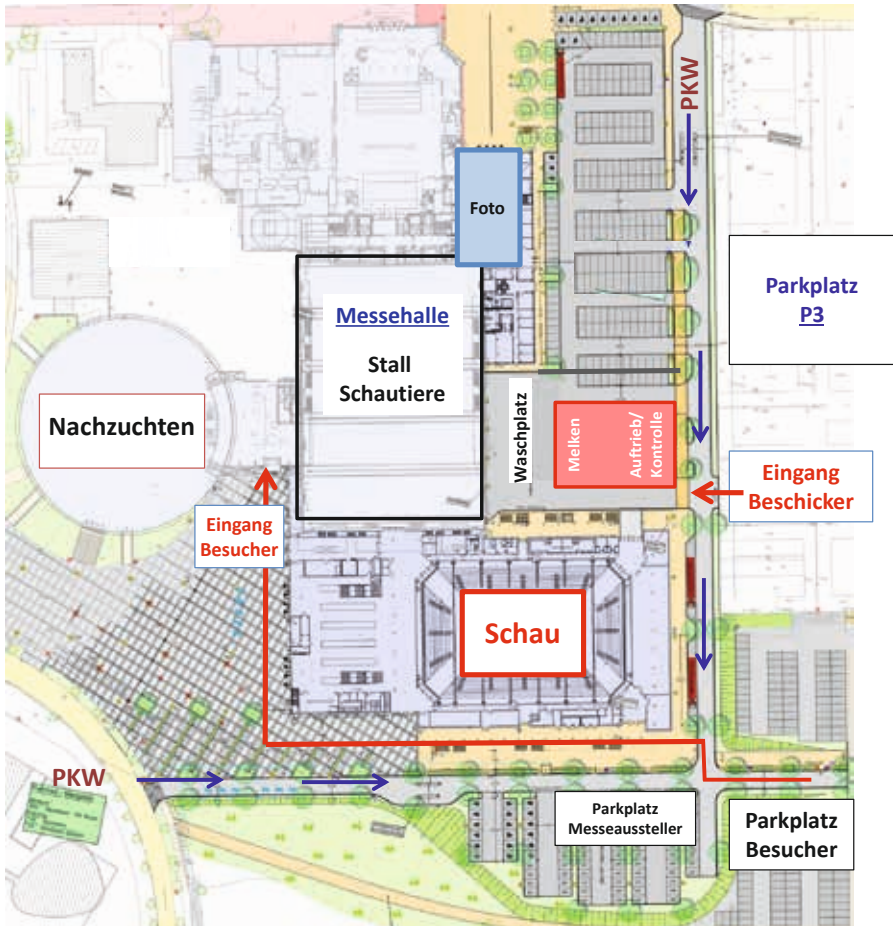 PKW
Foto
Parkplatz
P3
Messehalle
Stall
Schautiere
Nachzuchten
Waschplatz
Melken
Auftrieb/
Kontrolle
Eingang
Beschicker
Eingang
Besucher
Schau
PKW
Parkplatz
Messeaussteller
Parkplatz
Besucher